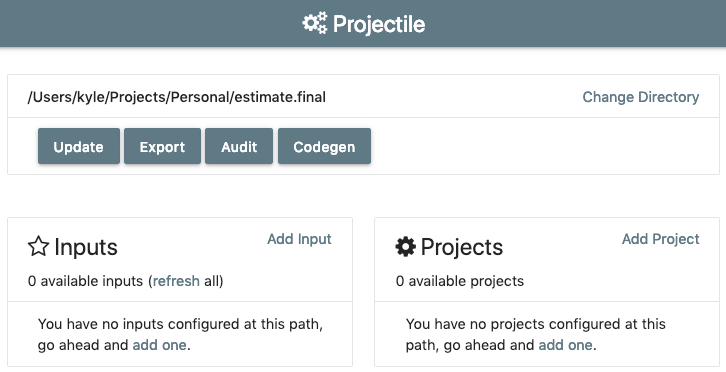 Projectile
/Users/kyle/Projects/Personal/estimate.final
Change Directory
Update
Export
Audit
Codegen
Inputs
Add Input
0 available inputs (refresh all)
You have no inputs configured at this path,
go ahead and add one.
Projects
Add Project
0 available projects
You have no projects configured at this
path, go ahead and add one.